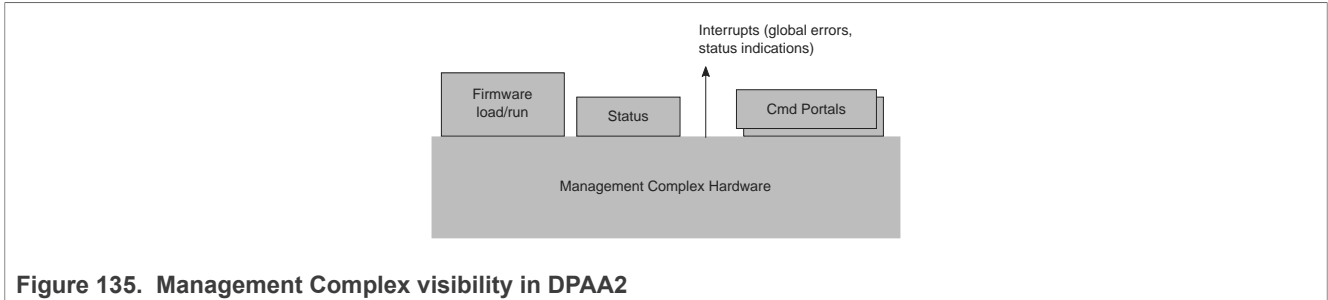 Interrupts (global errors,
status indications)
Firmware
load/run
Status
Cmd Portals
Management Complex Hardware
Figure 135. Management Complex visibility in DPAA2